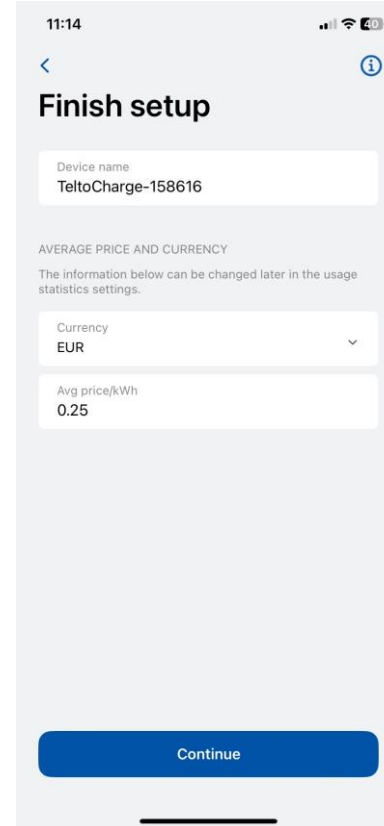 11:14
40
Finish setup
Device name
TeltoCharge-158616
AVERAGE PRICE AND CURRENCY
The information below can be changed later in the usage
statistics settings.
Currency
EUR
Avg price/kWh
0.25
Continue